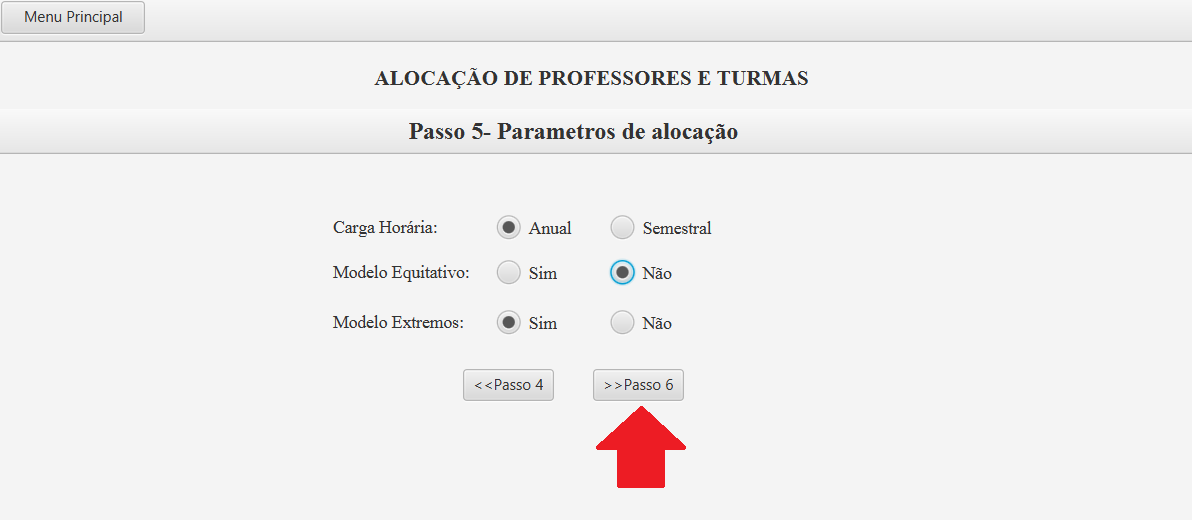 Menu Principal
ALOCAÇÃO DE PROFESSORES E TURMAS
Passo 5- Parametros de alocação
Carga Horária: Anual Semestral
Modelo Equitativo: Sim Não
Modelo Extremos: Sim Não
<<Passo 4 >>Passo 6